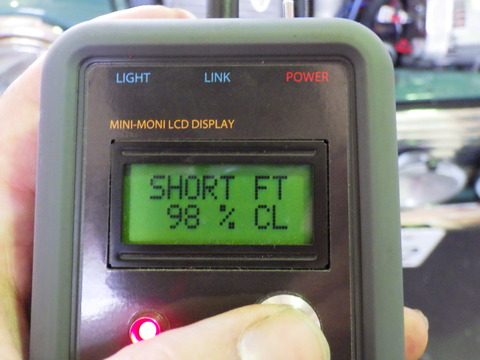 LIGHT LINK POWER
MINI-MONI LCD DISPLAY
SHORT FT
98 % CL